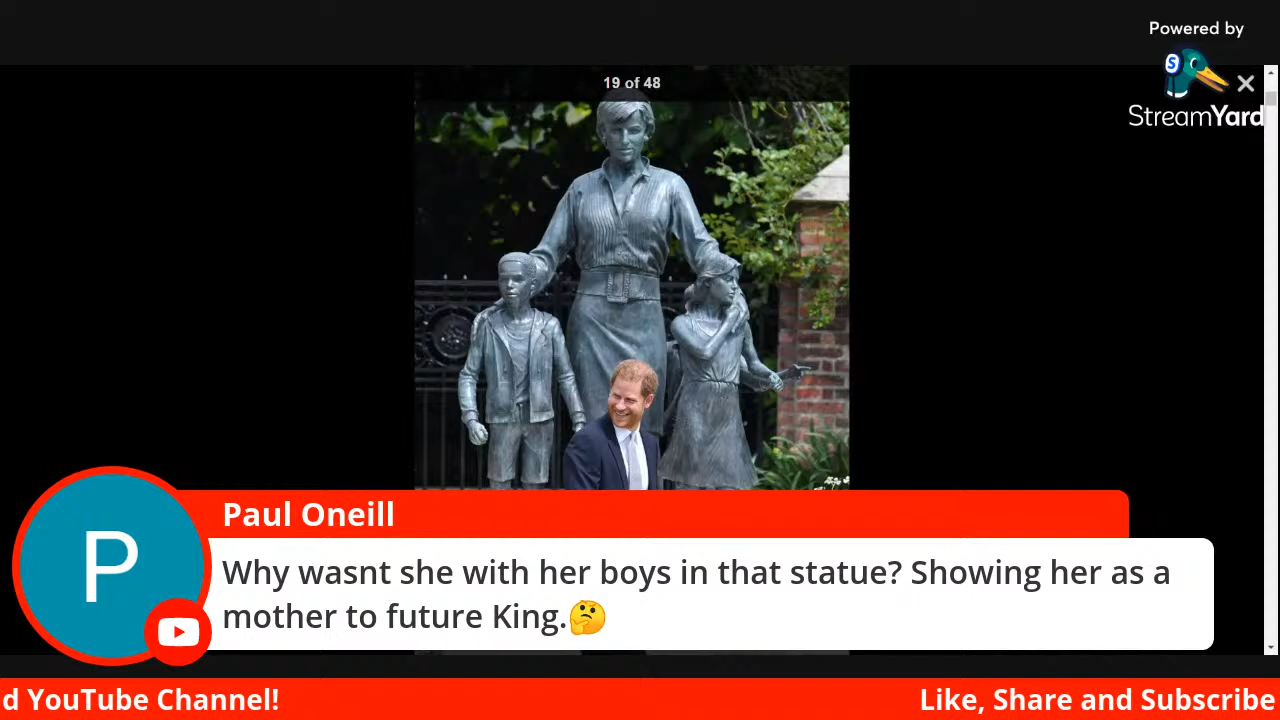 Powered by
19 of 48
S
StreamYard
P
Paul Oneill
Why wasnt she with her boys in that statue? Showing her as a
mother to future King.🤔
d YouTube Channel!
Like, Share and Subscribe